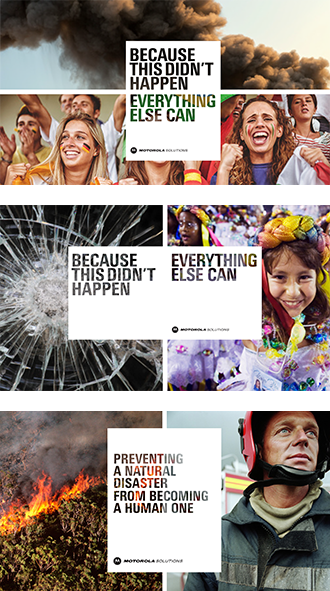 BECAUSE
THIS DIDN'T
HAPPEN
EVERYTHING
ELSE CAN
MOTOROLA SOLUTIONS
BECAUSE
THIS DIDN'T
HAPPEN
EVERYTHING
ELSE CAN
MOTOROLA SOLUTIONS
PREVENTING
A NATURAL
DISASTER
FROM BECOMING
A HUMAN ONE
MOTOROLA SOLUTIONS